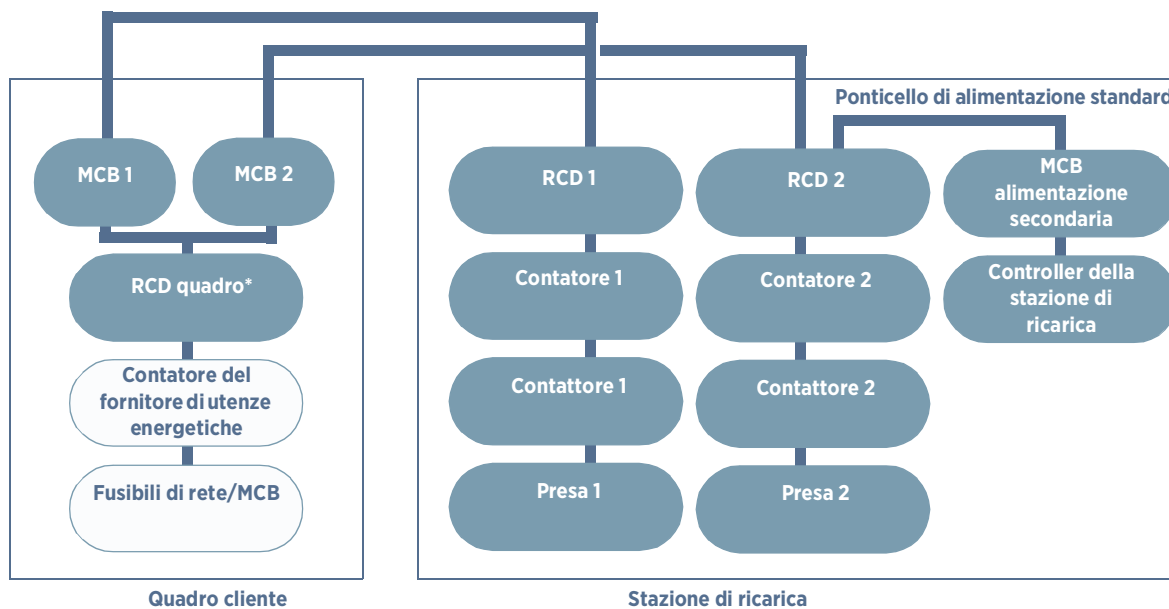 Ponticello di alimentazione standard
MCB 1
MCB 2
RCD quadro*
Contatore del
fornitore di utenze
energetiche
Fusibili di rete/MCB
Quadro cliente
RCD 1
Contatore 1
Contattore 1
Presa 1
RCD 2
Contatore 2
Contattore 2
Presa 2
MCB
alimentazione
secondaria
Controller della
stazione di
ricarica
Stazione di ricarica